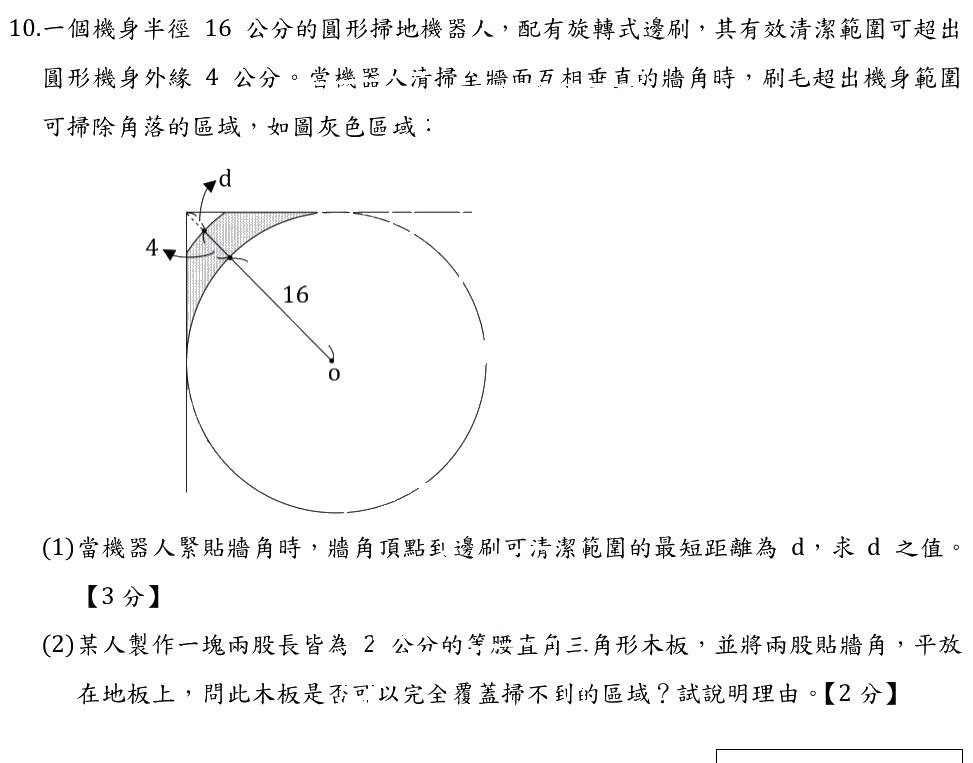 10.一個機身半徑 16 公分的圓形掃地機器人，配有旋轉式邊刷，其有效清潔範圍可超出
圓形機身外緣 4 公分。當機器人清掃至牆面互相垂直的牆角時，刷毛超出機身範圍
可掃除角落的區域，如圖灰色區域：
d
4
16
o
(1)當機器人緊貼牆角時，牆角頂點到邊刷可清潔範圍的最短距離為 d，求 d 之值。
【3 分】
(2)某人製作一塊兩股長皆為 2 公分的等腰直角三角形木板，並將兩股貼牆角，平放
在地板上，問此木板是否可以完全覆蓋掃不到的區域？試說明理由。【2 分】